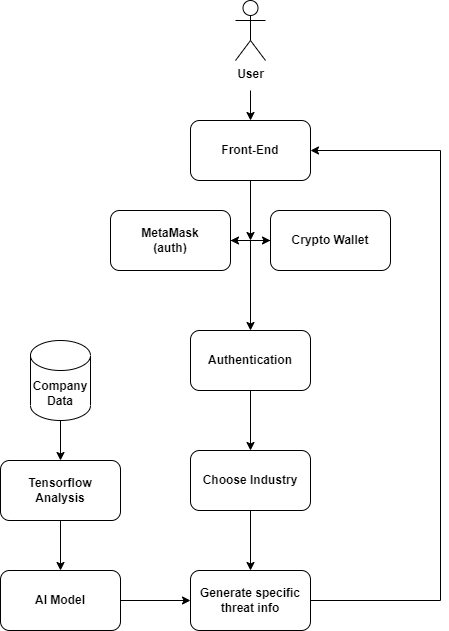 User
Front-End
MetaMask
(auth)
Crypto Wallet
Authentication
Company
Data
Choose Industry
Tensorflow
Analysis
AI Model
Generate specific
threat info